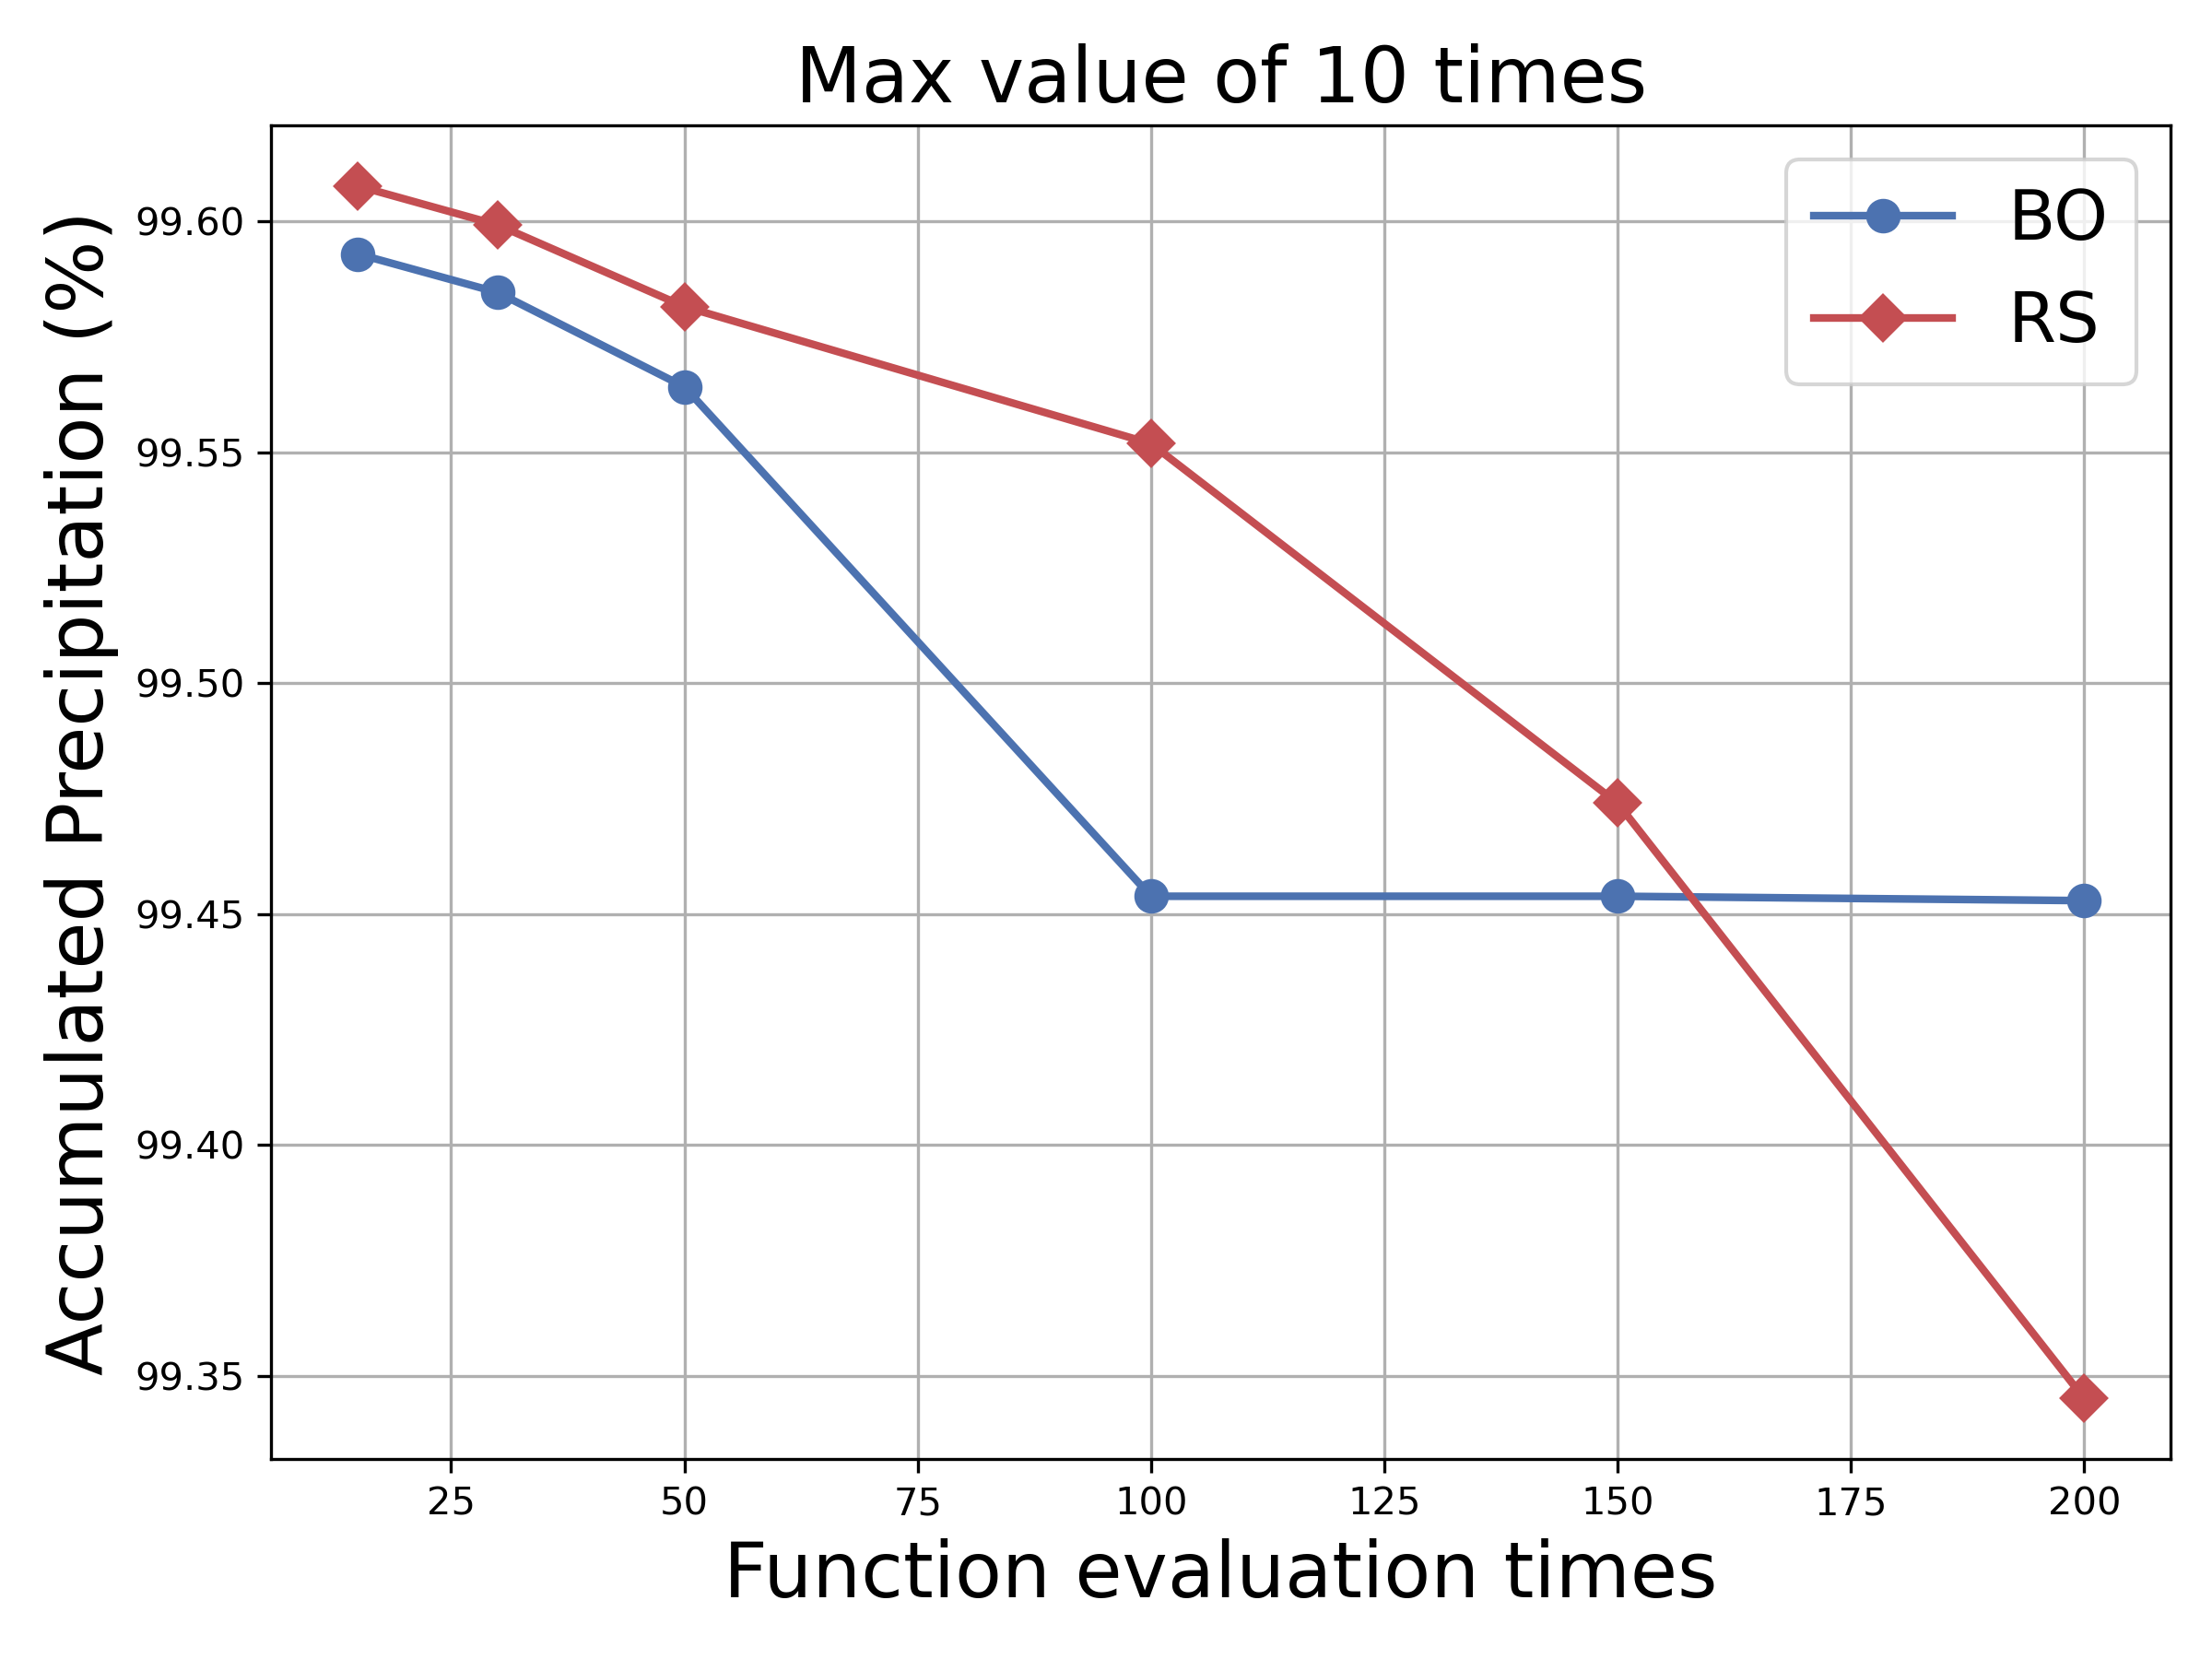 Max value of 10 times
BO
RS
Accumulated Precipitation (%)
99.60
99.55
99.50
99.45
99.40
99.35
25 50 75 100 125 150 175 200
Function evaluation times